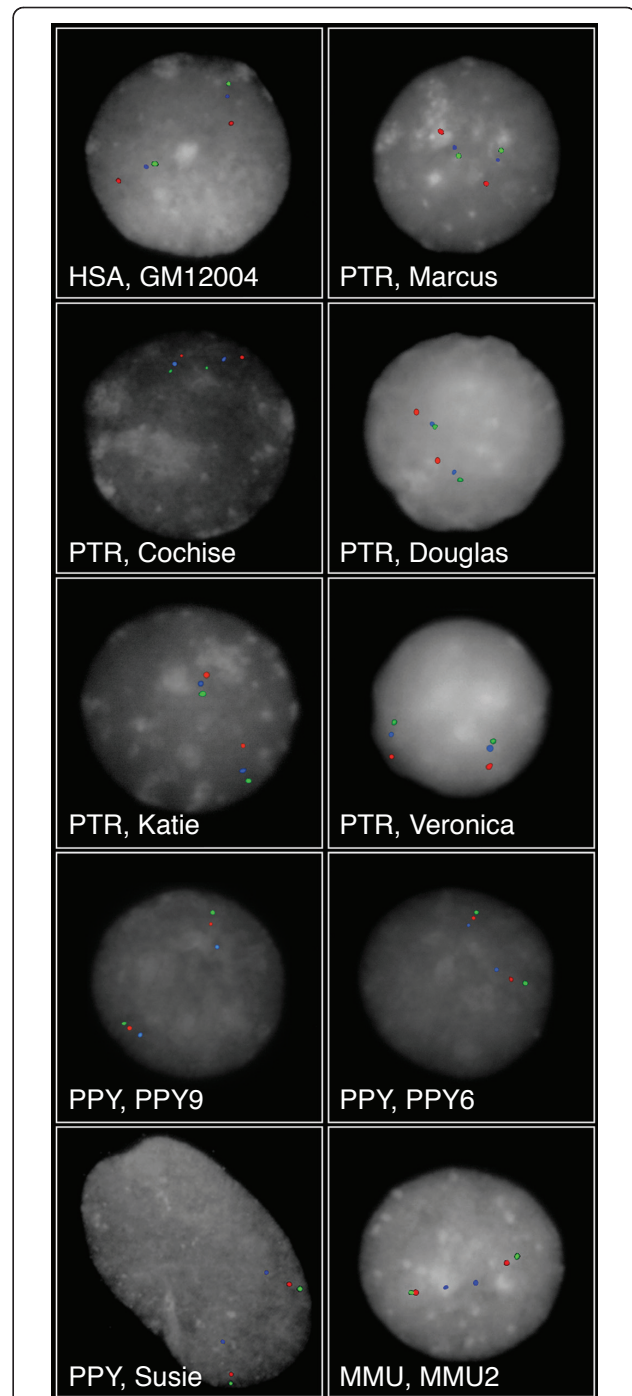 HSA, GM12004
PTR, Marcus
PTR, Cochise
PTR, Douglas
PTR, Katie
PTR, Veronica
PPY, PPY9
PPY, PPY6
PPY, Susie
MMU, MMU2